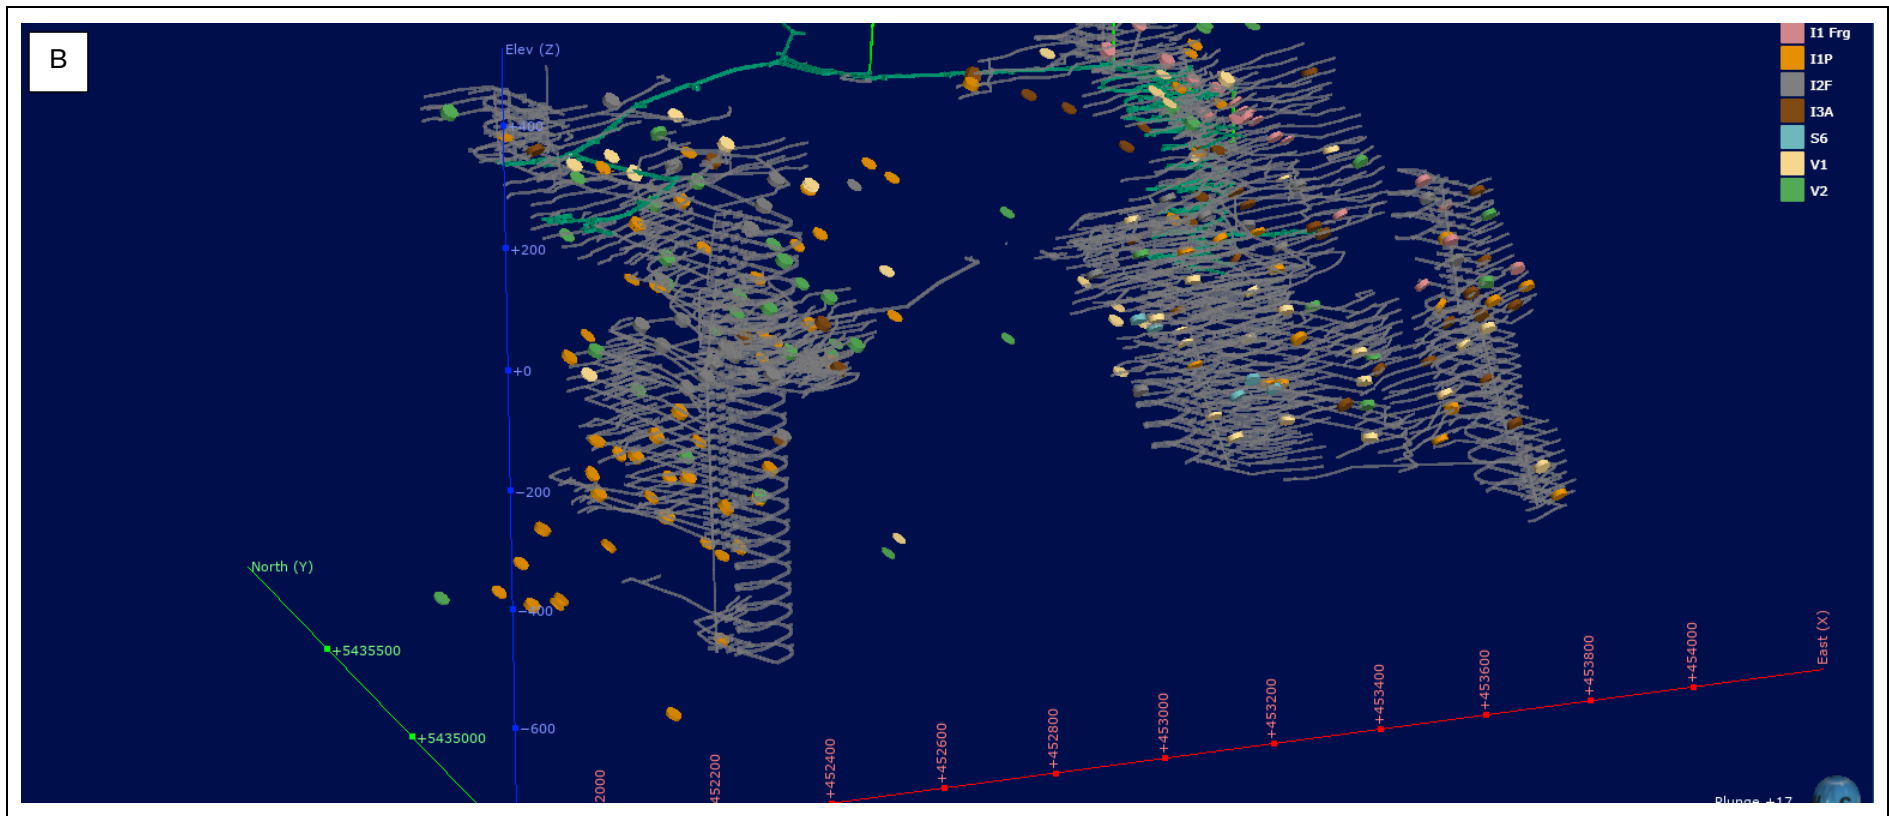 B
Elev (Z)
+400
+200
+0
−200
−400
−600
North (Y)
+5435500
+5435000
2000
452200
+452400
+452600
+452800
+453000
+453200
+453400
+453600
+453800
+454000
East (X)
I1 Frg
I1P
I2F
I3A
S6
V1
V2
Plunge +17